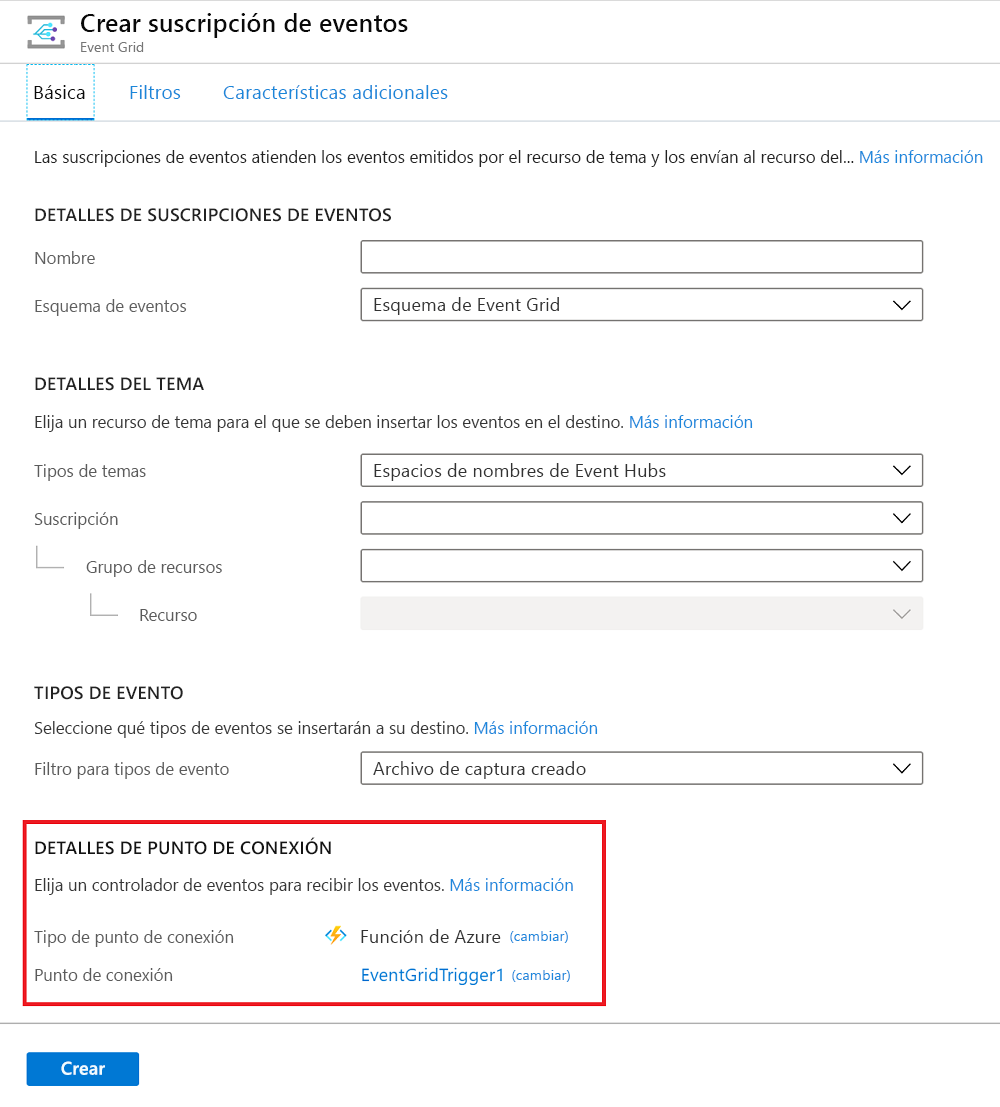 Crear suscripción de eventos
Event Grid
Básica Filtros Características adicionales
Las suscripciones de eventos atienden los eventos emitidos por el recurso de tema y los envían al recurso del... Más información
DETALLES DE SUSCRIPCIONES DE EVENTOS
Nombre
Esquema de eventos Esquema de Event Grid
DETALLES DEL TEMA
Elija un recurso de tema para el que se deben insertar los eventos en el destino. Más información
Tipos de temas Espacios de nombres de Event Hubs
Suscripción
Grupo de recursos
Recurso
TIPOS DE EVENTO
Seleccione qué tipos de eventos se insertarán a su destino. Más información
Filtro para tipos de evento Archivo de captura creado
DETALLES DE PUNTO DE CONEXIÓN
Elija un controlador de eventos para recibir los eventos. Más información
Tipo de punto de conexión Función de Azure (cambiar)
Punto de conexión EventGridTrigger1 (cambiar)
Crear